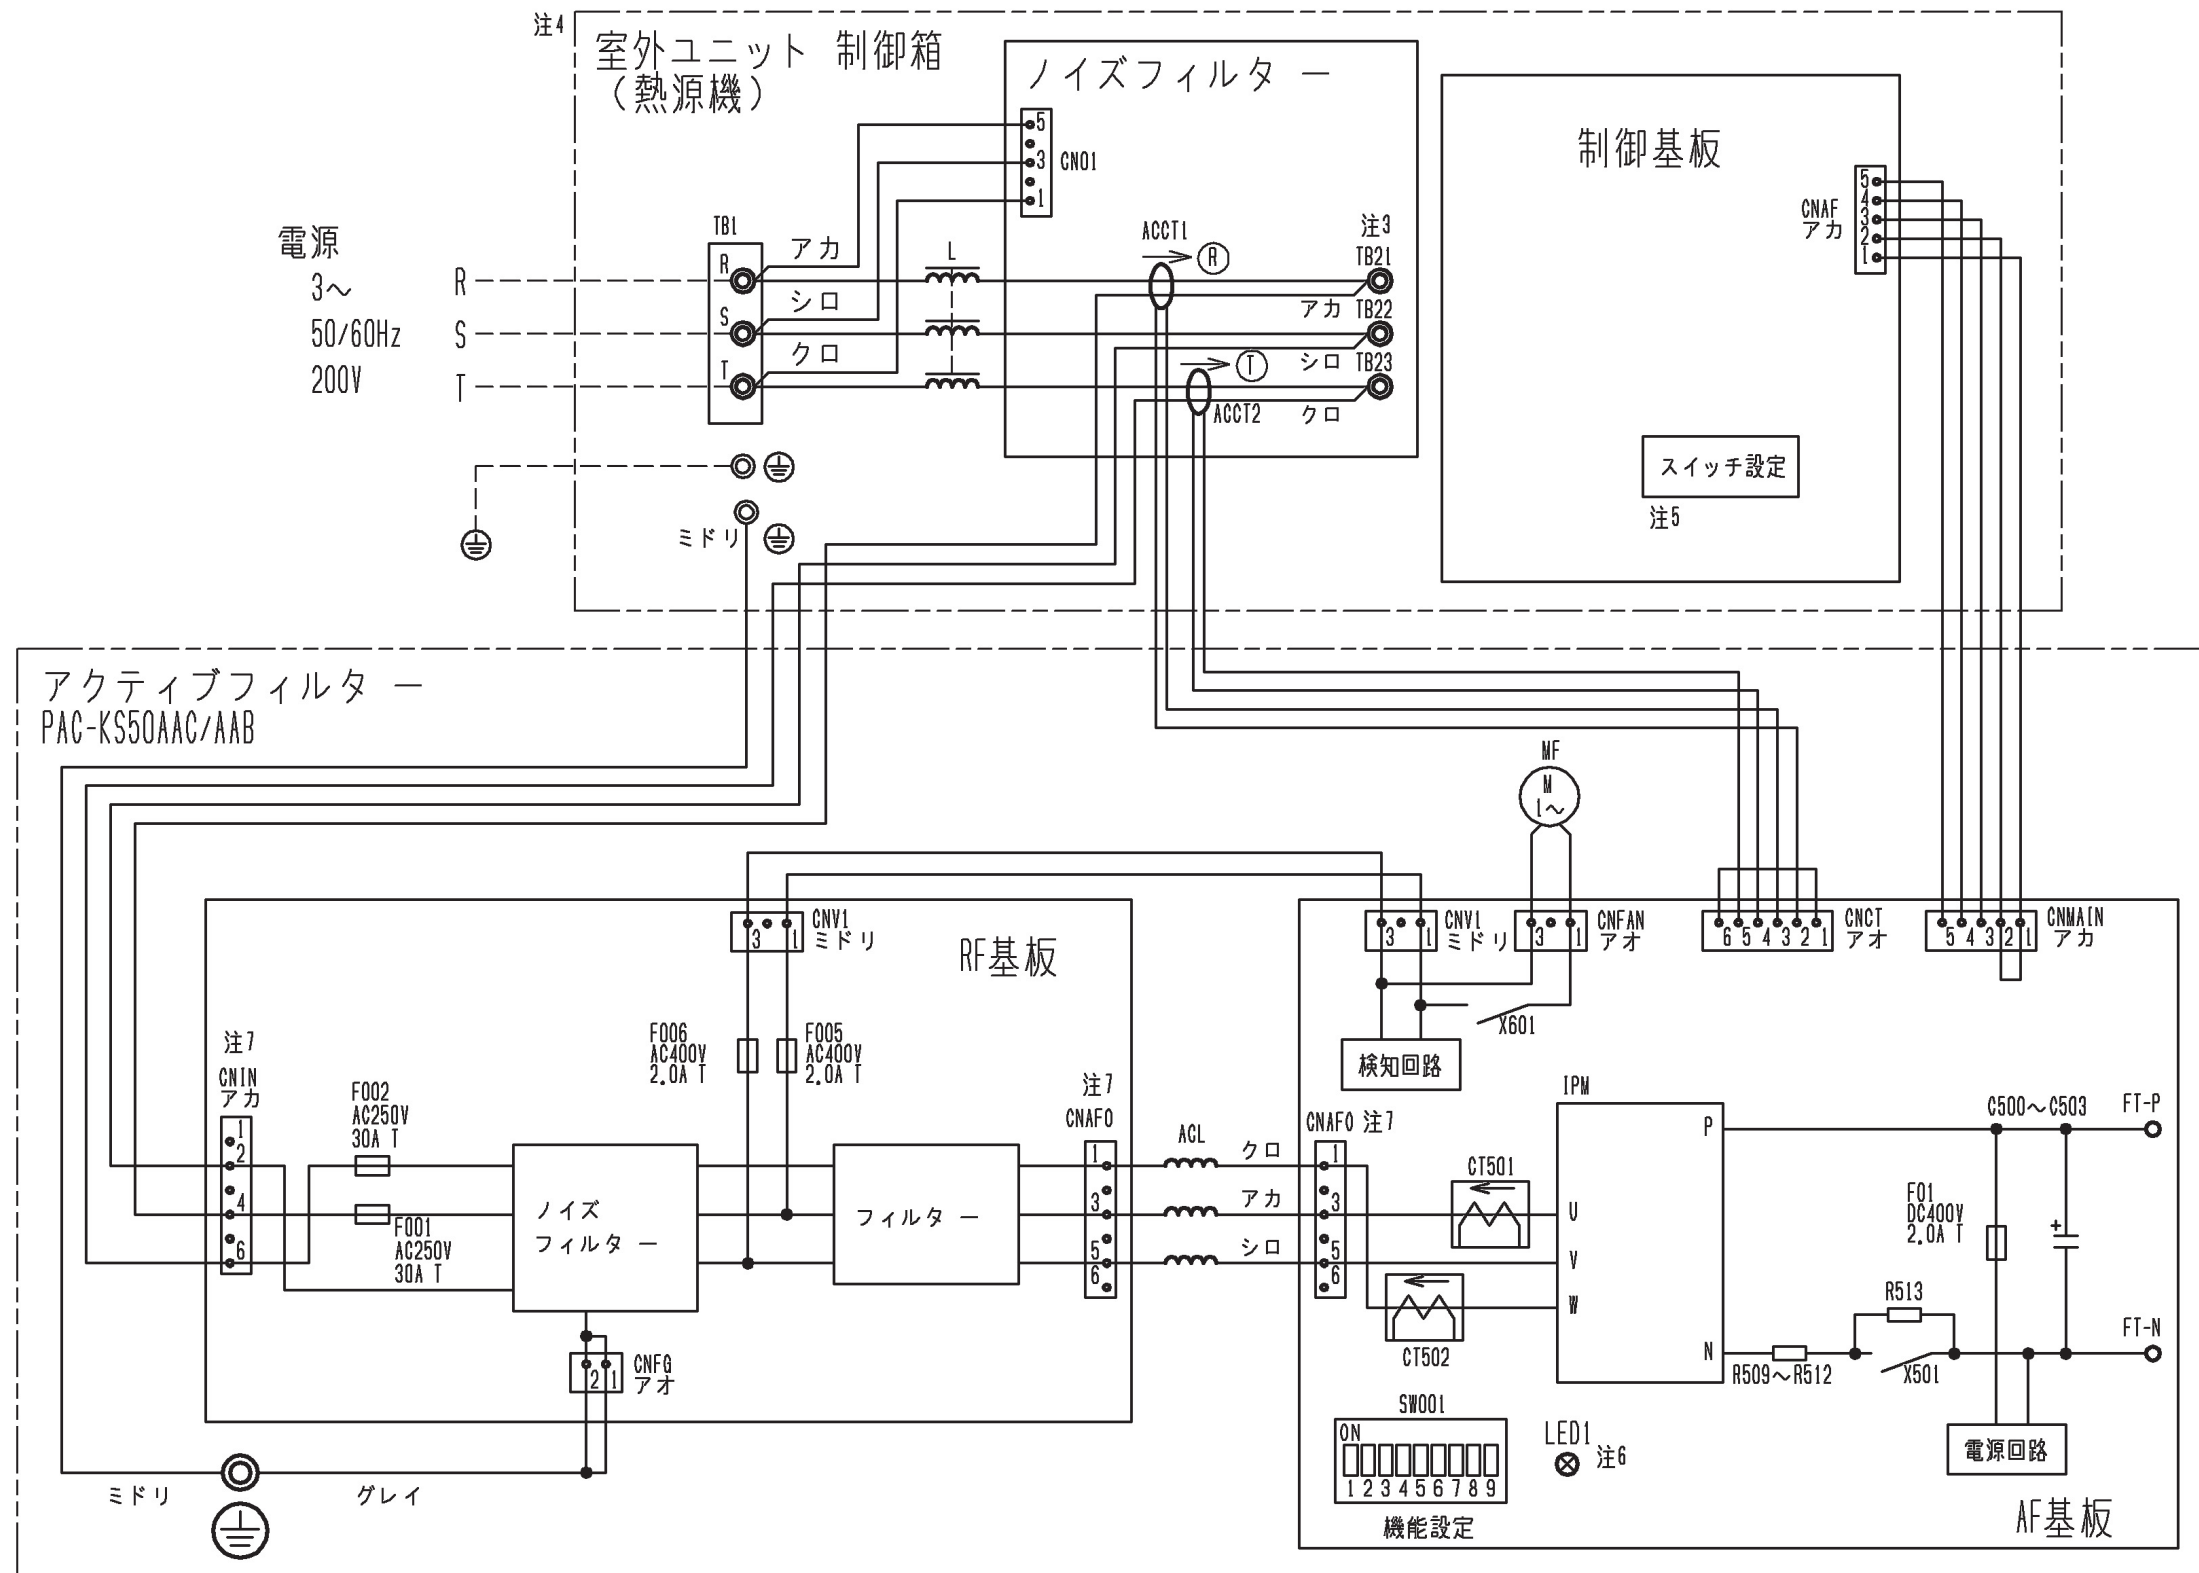 注4
室外ユニット 制御箱
（熱源機）
ノイズフィルター
5
3
1
CN01
制御基板
CNAF
アカ
5
4
3
2
1
電源
3～
50/60Hz
200V
R
S
T
TB1
R
S
T
アカ
シロ
クロ
L
ACCT1
R
注3
TB21
アカ TB22
シロ TB23
クロ
T
ACCT2
スイッチ設定
注5
ミドリ
アクティブフィルター
PAC-KS50AAC/AAB
MF
M
1～
CNV1
ミドリ
3 1
RF基板
CNV1
ミドリ
3 1
CNFAN
アオ
3 1
CNCT
アオ
6 5 4 3 2 1
CNMAIN
アカ
5 4 3 2 1
X601
検知回路
注7
CNIN
アカ
1
2
4
6
F002
AC250V
30A T
F001
AC250V
30A T
F006
AC400V
2.0A T
F005
AC400V
2.0A T
ノイズ
フィルター
フィルター
注7
CNAFO
1
3
5
6
ACL
クロ
アカ
シロ
CNAFO 注7
1
3
5
6
CT501
CT502
IPM
P
U
V
W
N
C500～C503
FT-P
F01
DC400V
2.0A T
+
R513
FT-N
R509～R512
X501
電源回路
CNFG
アオ
2 1
SW001
ON
1 2 3 4 5 6 7 8 9
機能設定
LED1
注6
AF基板
ミドリ
グレイ